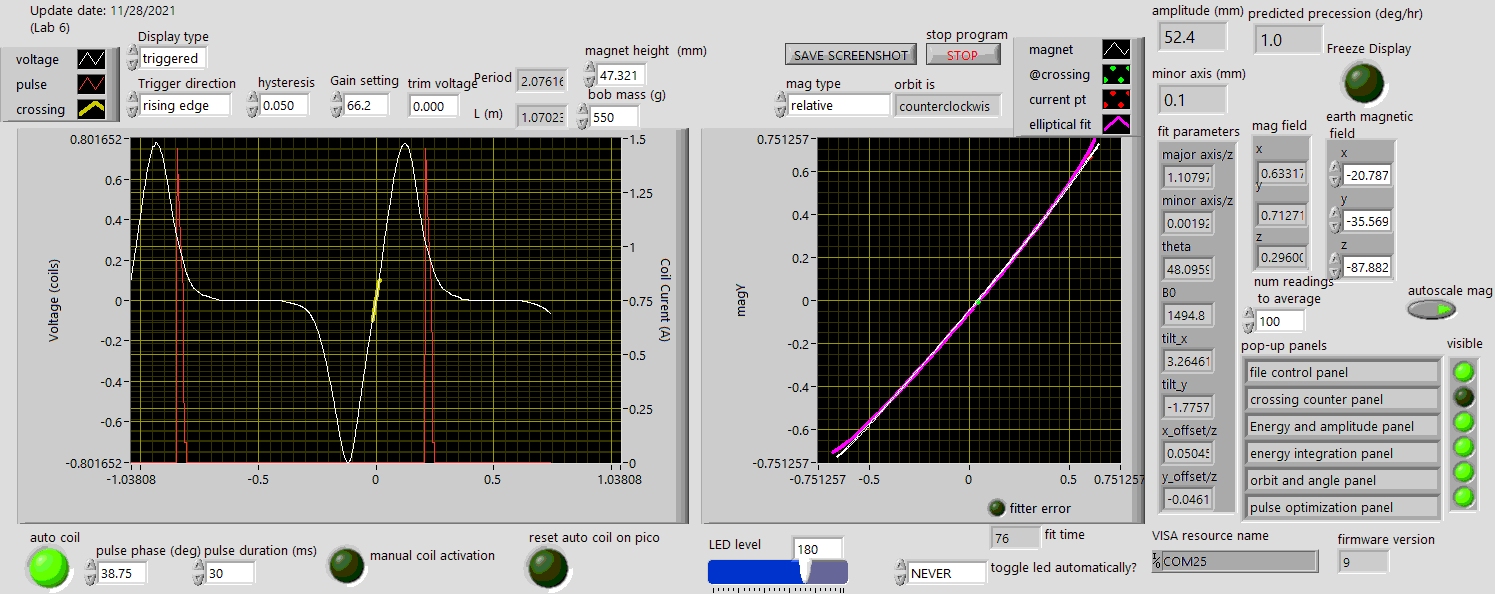 Update date: 11/28/2021
(Lab 6)
voltage
pulse
crossing
Display type
triggered
Trigger direction
rising edge
hysteresis
0.050
Gain setting
66.2
trim voltage
0.000
Period
2.07616
L (m)
1.07023
magnet height (mm)
47.321
bob mass (g)
550
SAVE SCREENSHOT
stop program
STOP
mag type
relative
orbit is
counterclockwis
magnet
@crossing
current pt
elliptical fit
amplitude (mm)
52.4
predicted precession (deg/hr)
1.0
minor axis (mm)
0.1
Freeze Display
Voltage (coils)
0.801652
0.6
0.4
0.2
0
-0.2
-0.4
-0.6
-0.801652
-1.03808
-0.5
0
0.5
1.03808
1.5
1.25
1
0.75
0.5
0.25
0
Coil Current (A)
magy
0.751257
0.6
0.4
0.2
0
-0.2
-0.4
-0.6
-0.751257
-0.751257
-0.5
0
0.5
0.751257
fitter error
fit parameters
major axis/z
1.10797
minor axis/z
0.00192
theta
48.0959
B0
1494.8
tilt_x
3.26461
tilt_y
-1.7757
x_offset/z
0.05045
y_offset/z
-0.0461
mag field
x
0.63317
y
0.71271
z
0.29600
earth magnetic
field
x
-20.787
y
-35.569
z
-87.882
num readings
to average
100
autoscale mag
pop-up panels
visible
file control panel
crossing counter panel
Energy and amplitude panel
energy integration panel
orbit and angle panel
pulse optimization panel
auto coil
pulse phase (deg)
38.75
pulse duration (ms)
30
manual coil activation
reset auto coil on pico
LED level
180
76
fit time
NEVER
toggle led automatically?
VISA resource name
COM25
firmware version
9